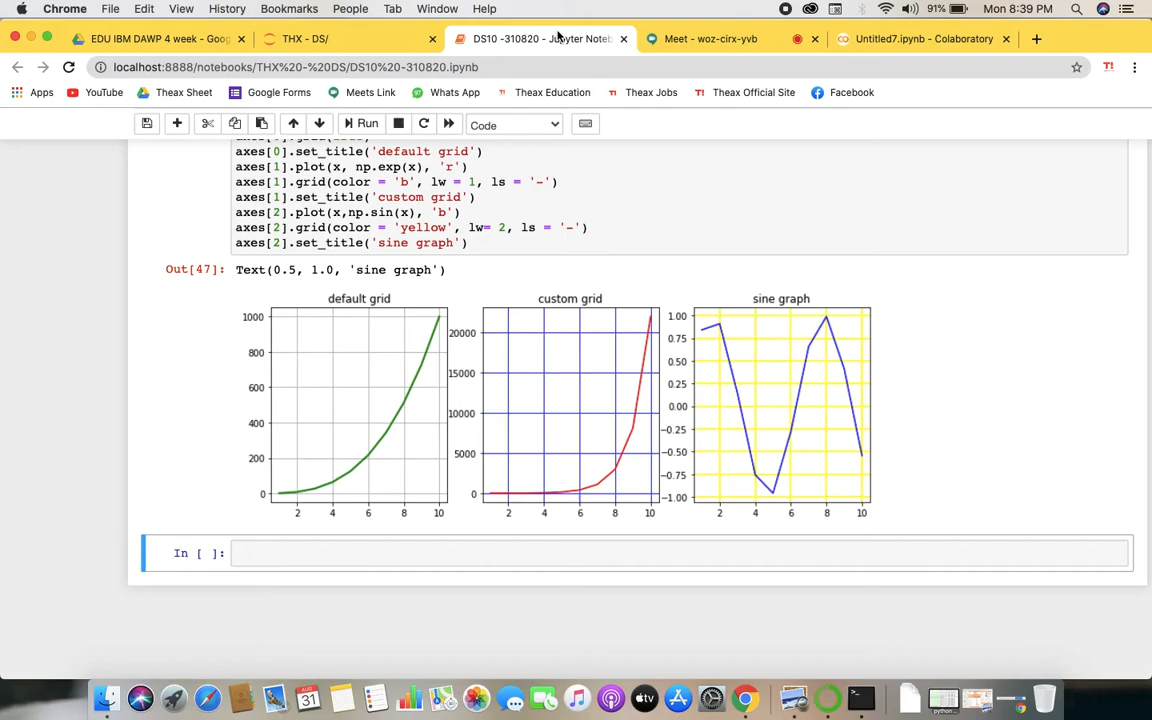 Chrome File Edit View History Bookmarks People Tab Window Help 91% Mon 8:39 PM
EDU IBM DAWP 4 week - Goog × THX - DS/ × DS10 -310820 - Jupyter Noteb × Meet - woz-cirx-yvb × Untitled7.ipynb - Colaboratory ×
localhost:8888/notebooks/THX%20-%20DS/DS10%20-310820.ipynb
Apps YouTube Theax Sheet Google Forms Meets Link Whats App Theax Education Theax Jobs Theax Official Site Facebook
Run Code
axes[0].set_title('default grid')
axes[1].plot(x, np.exp(x), 'r')
axes[1].grid(color = 'b', lw = 1, ls = '-')
axes[1].set_title('custom grid')
axes[2].plot(x,np.sin(x), 'b')
axes[2].grid(color = 'yellow', lw= 2, ls = '-')
axes[2].set_title('sine graph')
Out[47]: Text(0.5, 1.0, 'sine graph')
default grid
1000
800
600
400
200
0
2 4 6 8 10
custom grid
20000
15000
10000
5000
0
2 4 6 8 10
sine graph
1.00
0.75
0.50
0.25
0.00
−0.25
−0.50
−0.75
−1.00
2 4 6 8 10
In [ ]: